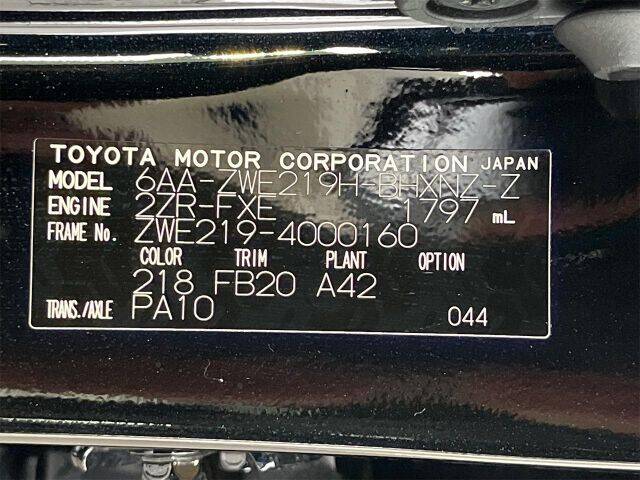 TOYOTA MOTOR CORPORATION JAPAN
MODEL 6AA-ZWE219H-BHXNZ-Z
ENGINE 2ZR-FXE 1797 mL
FRAME No. ZWE219-4000160
COLOR TRIM PLANT OPTION
218 FB20 A42
TRANS./AXLE PA10 044